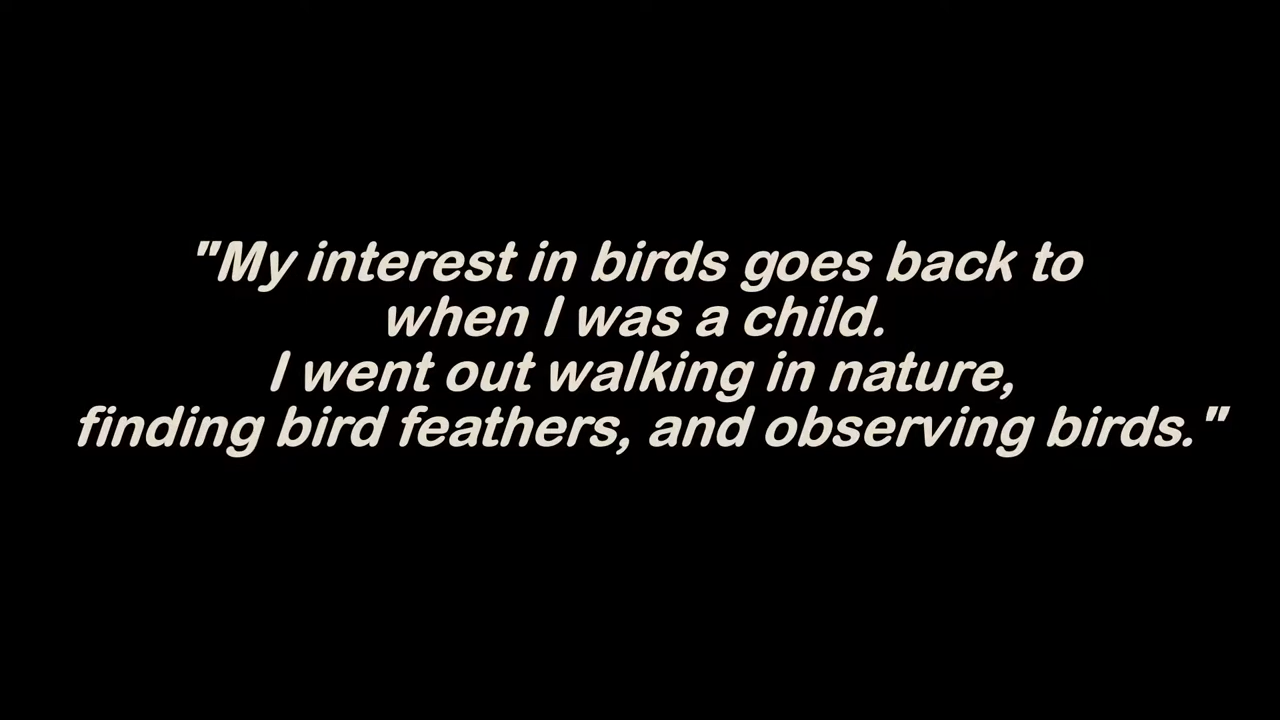 "My interest in birds goes back to
when I was a child.
I went out walking in nature,
finding bird feathers, and observing birds."